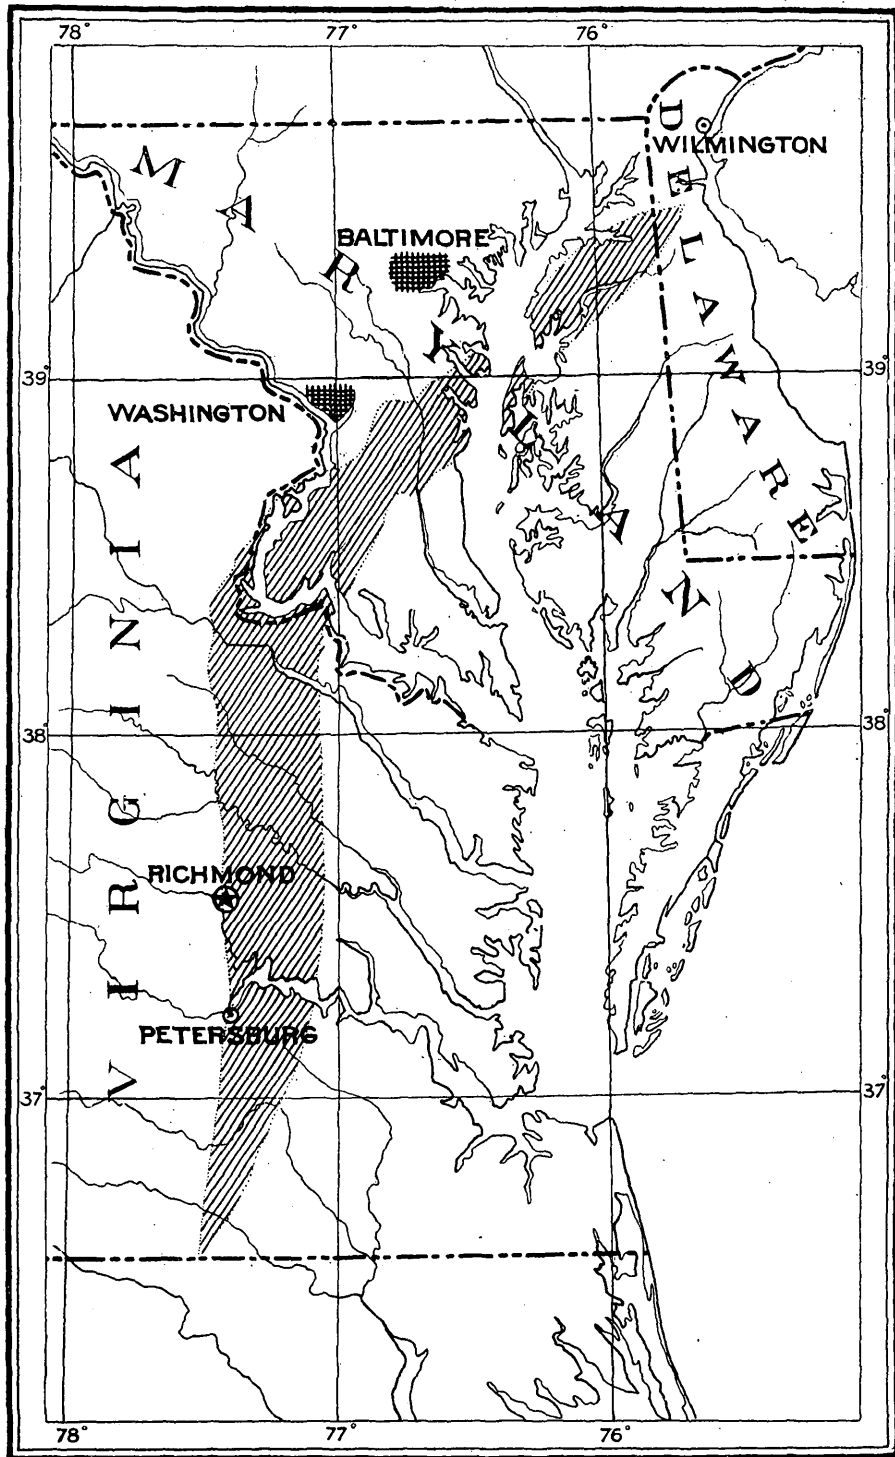 78° 77° 76°
WILMINGTON
DELAWARE
BALTIMORE
MARYLAND
39° 39°
WASHINGTON
VIRGINIA
38° 38°
RICHMOND
PETERSBURG
37° 37°
78° 77° 76°